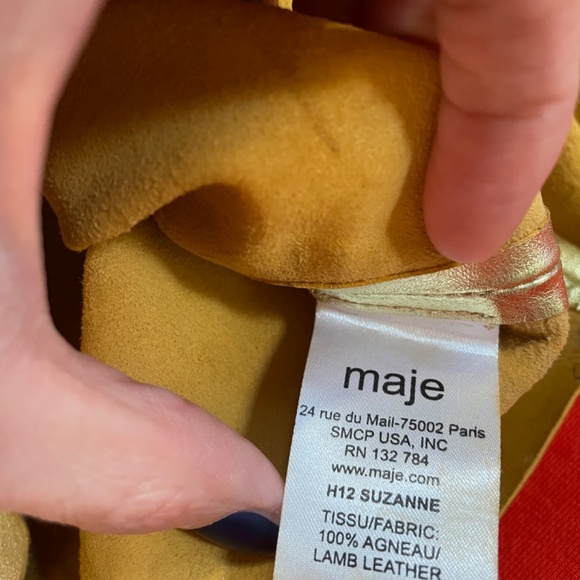 maje
24 rue du Mail-75002 Paris
SMCP USA, INC
RN 132 784
www.maje.com
H12 SUZANNE
TISSU/FABRIC:
100% AGNEAU/
LAMB LEATHER